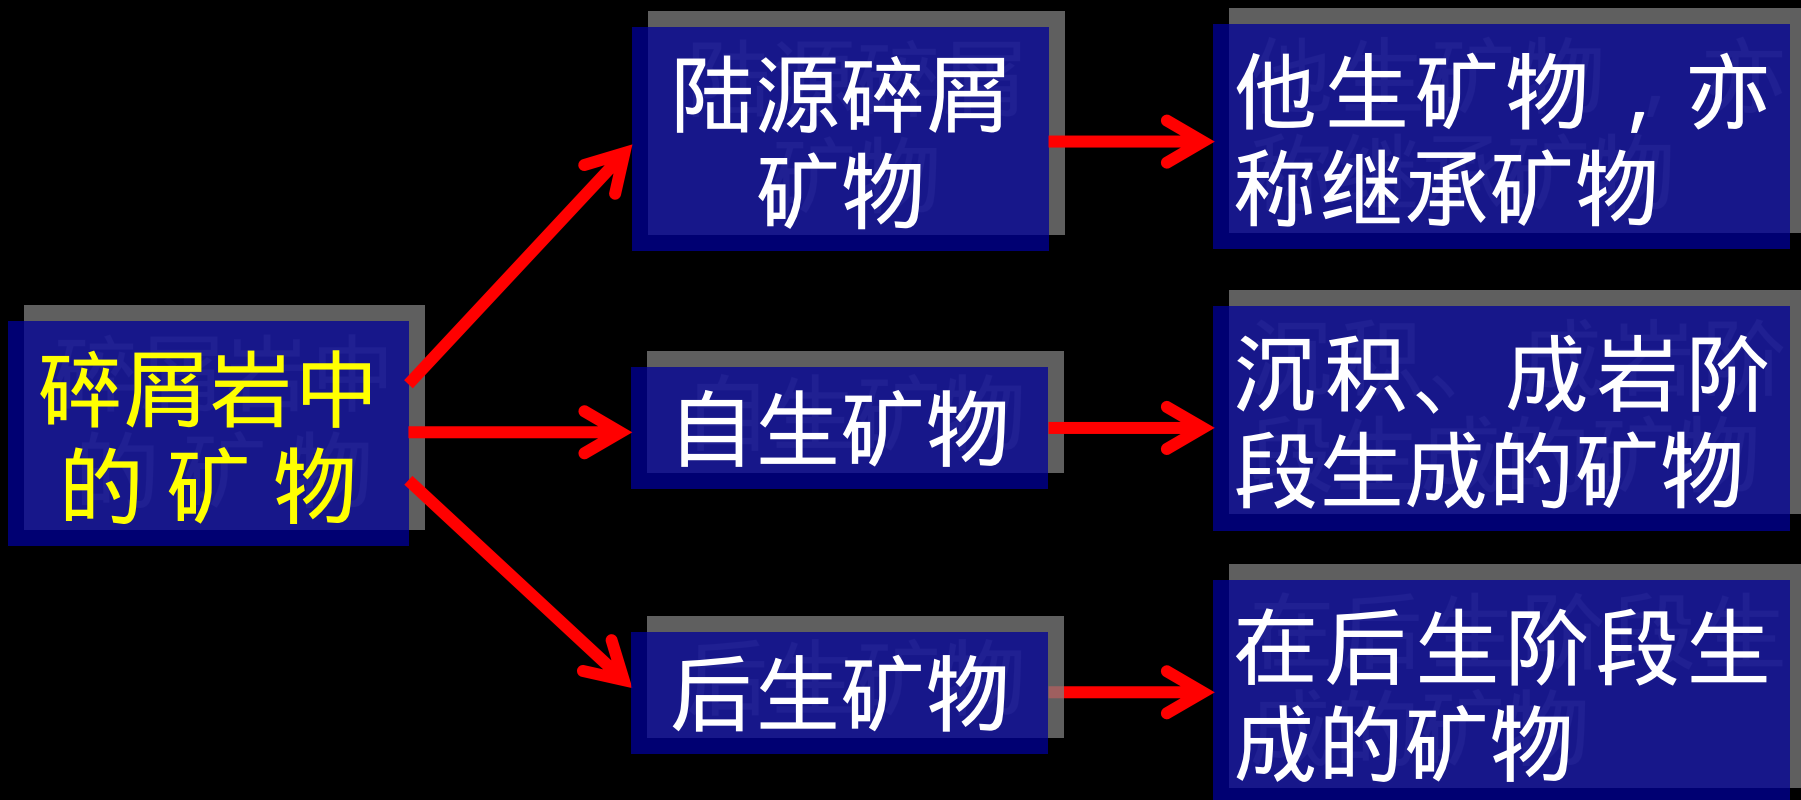 碎屑岩中
的矿物
陆源碎屑
矿物
他生矿物，亦
称继承矿物
自生矿物
沉积、成岩阶
段生成的矿物
后生矿物
在后生阶段生
成的矿物